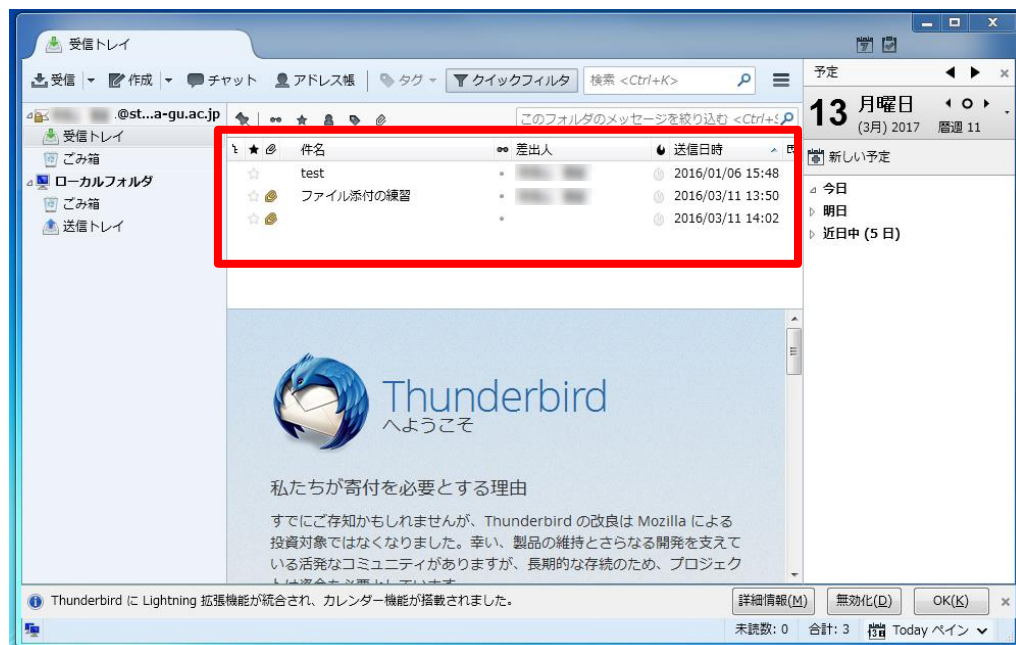 受信トレイ
受信 作成 チャット アドレス帳 タグ クイックフィルタ 検索 <Ctrl+K>
予定
.@st...a-gu.ac.jp
受信トレイ
ごみ箱
ローカルフォルダ
ごみ箱
送信トレイ
このフォルダのメッセージを絞り込む <Ctrl+S
件名 差出人 送信日時
test 2016/01/06 15:48
ファイル添付の練習 2016/03/11 13:50
2016/03/11 14:02
13 月曜日
(3月) 2017 暦週 11
新しい予定
今日
明日
近日中 (5 日)
Thunderbird
へようこそ
私たちが寄付を必要とする理由
すでにご存知かもしれませんが、Thunderbird の改良は Mozilla による
投資対象ではなくなりました。幸い、製品の維持とさらなる開発を支えて
いる活発なコミュニティがありますが、長期的な存続のため、プロジェク
Thunderbird に Lightning 拡張機能が統合され、カレンダー機能が搭載されました。 詳細情報(M) 無効化(D) OK(K)
未読数: 0 合計: 3 Today ペイン